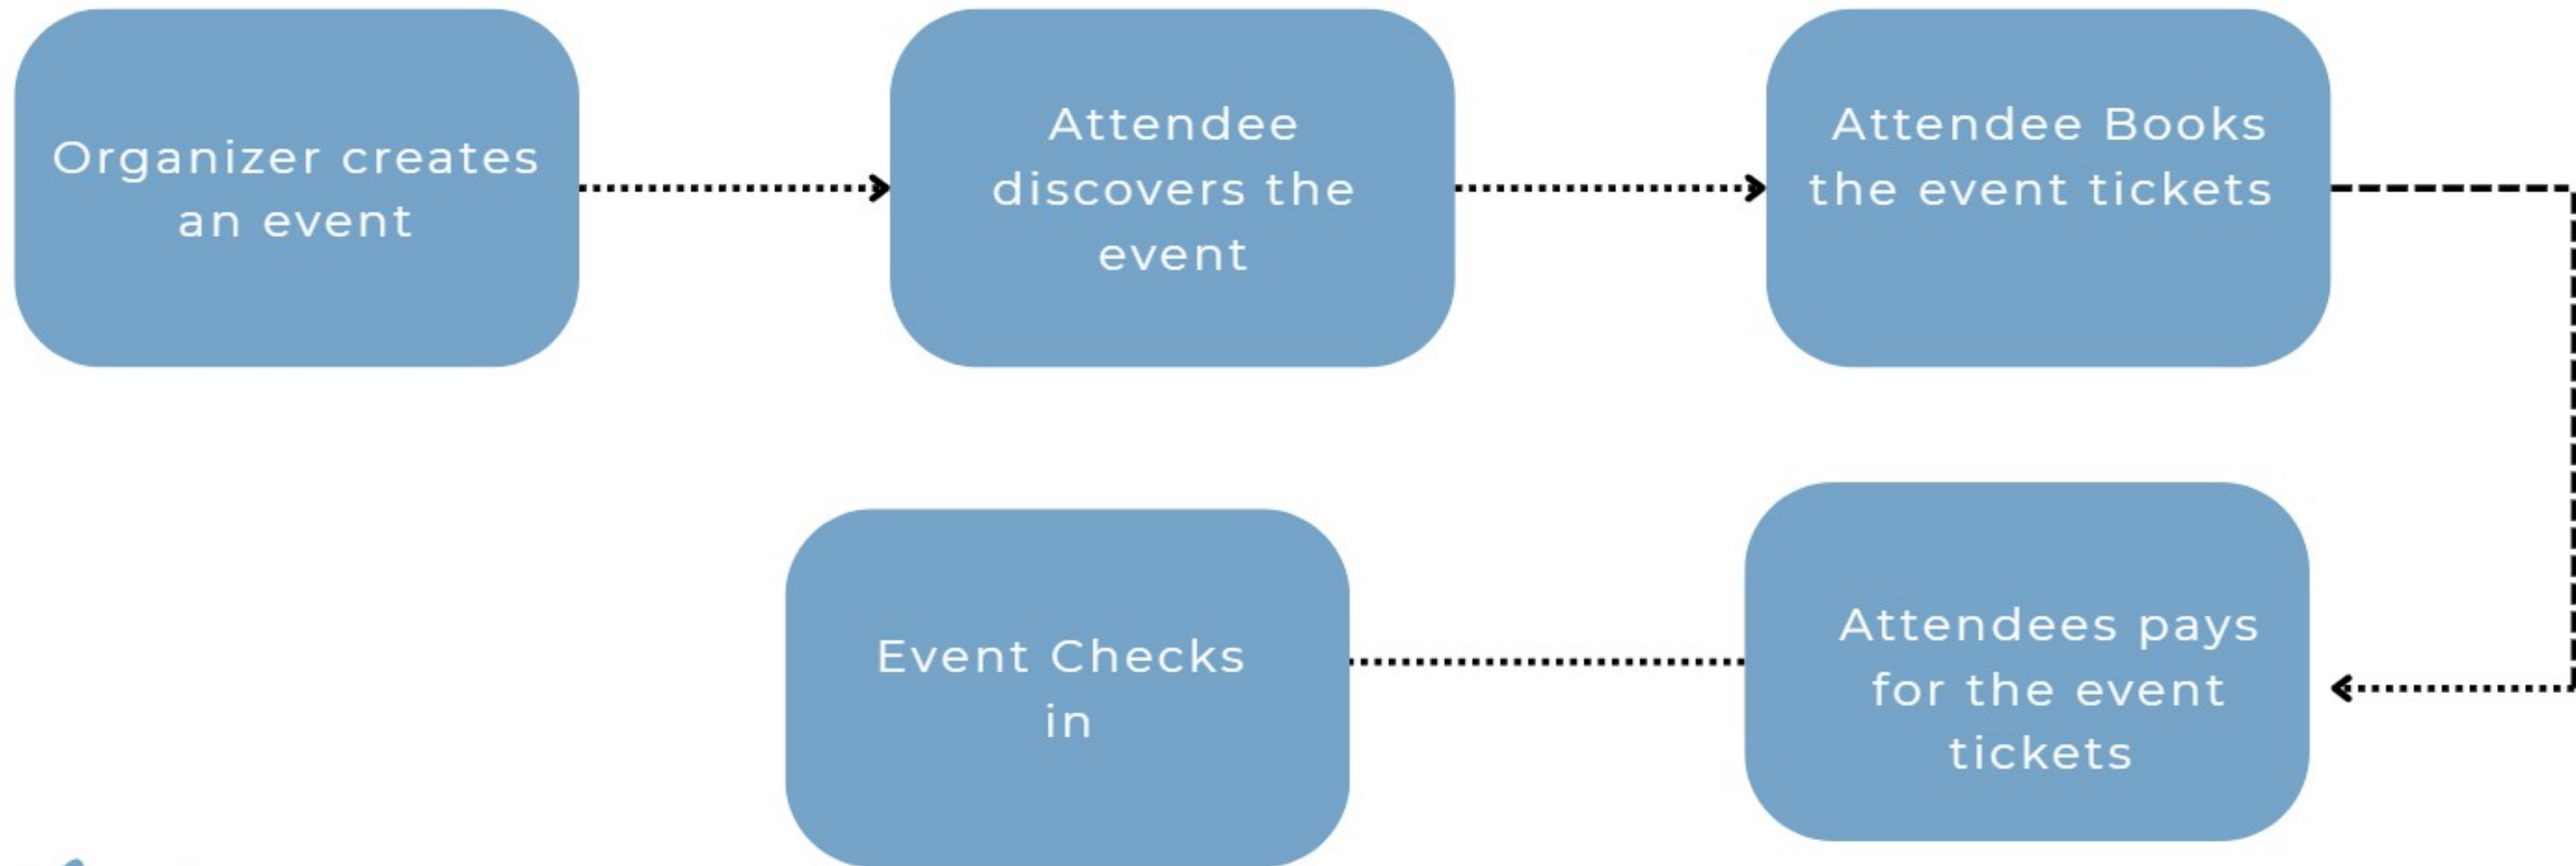 Organizer creates
an event
Attendee
discovers the
event
Attendee Books
the event tickets
Attendees pays
for the event
tickets
Event Checks
in